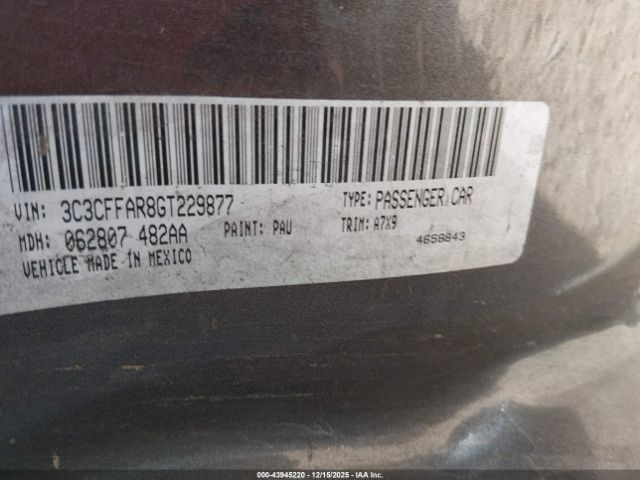 VIN: 3C3CFFAR8GT229877 TYPE: PASSENGER CAR
MDH: 062807 482AA PAINT: PAU TRIM: A7X9
VEHICLE MADE IN MEXICO 4658843
000-43945220 - 12/15/2025 - IAA Inc.